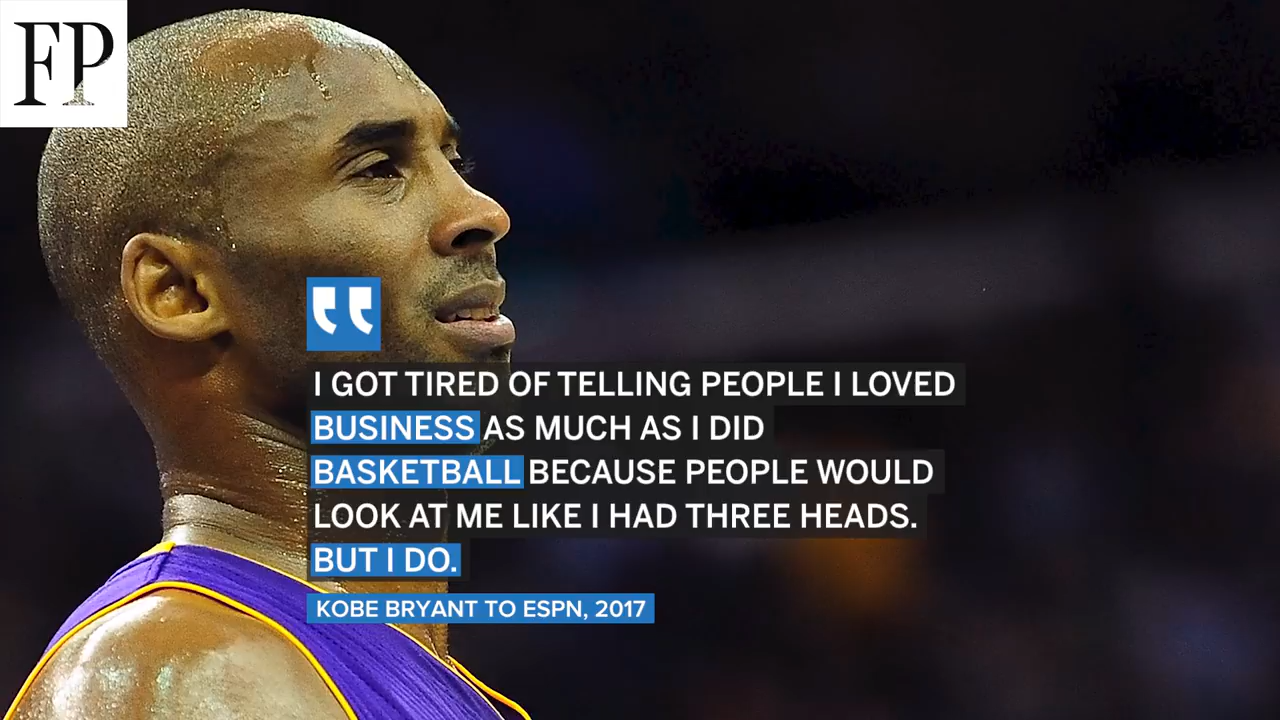 FP
I GOT TIRED OF TELLING PEOPLE I LOVED
BUSINESS AS MUCH AS I DID
BASKETBALL BECAUSE PEOPLE WOULD
LOOK AT ME LIKE I HAD THREE HEADS.
BUT I DO.
KOBE BRYANT TO ESPN, 2017